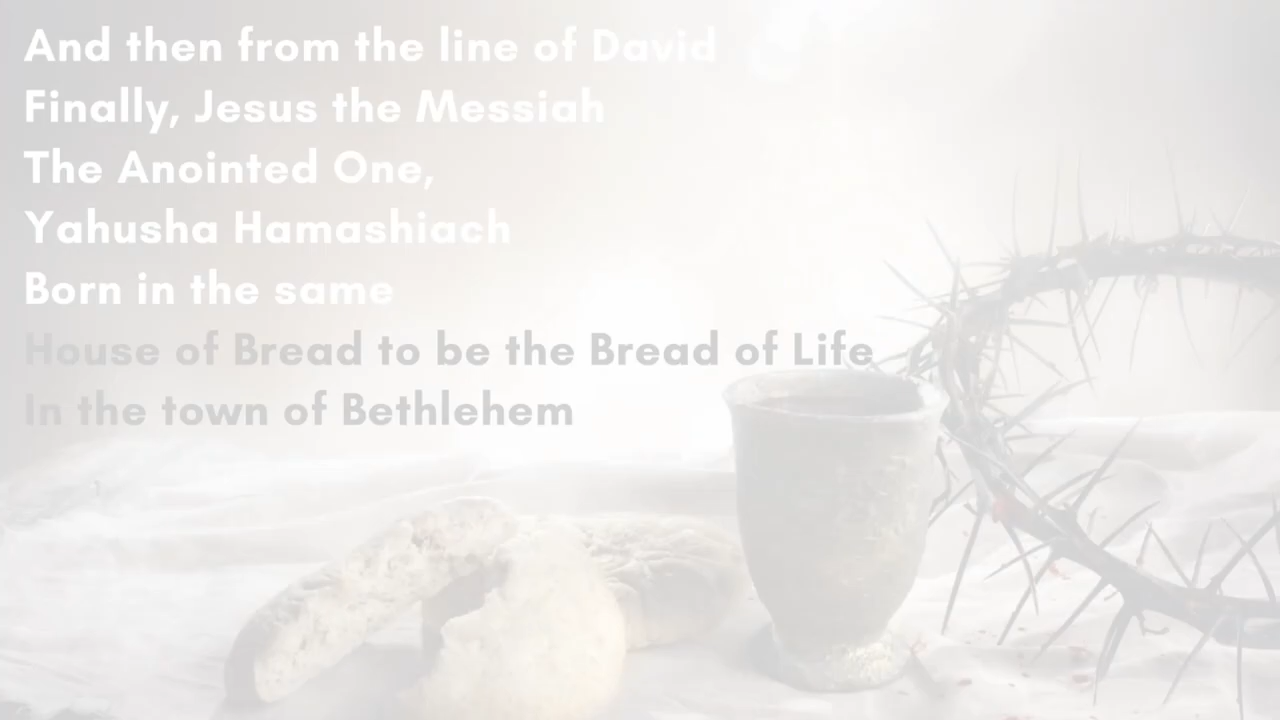 And then from the line of David
Finally, Jesus the Messiah
The Anointed One,
Yahusha Hamashiach
Born in the same
House of Bread to be the Bread of Life
In the town of Bethlehem